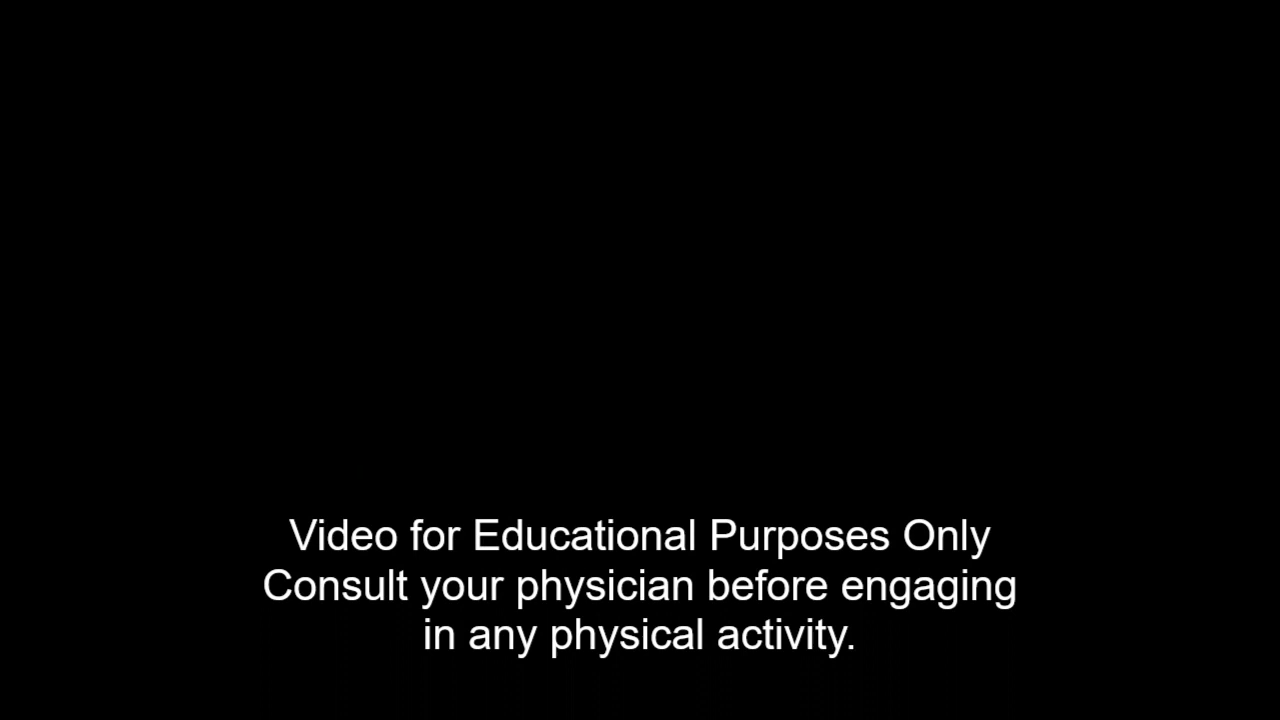 Video for Educational Purposes Only
Consult your physician before engaging
in any physical activity.